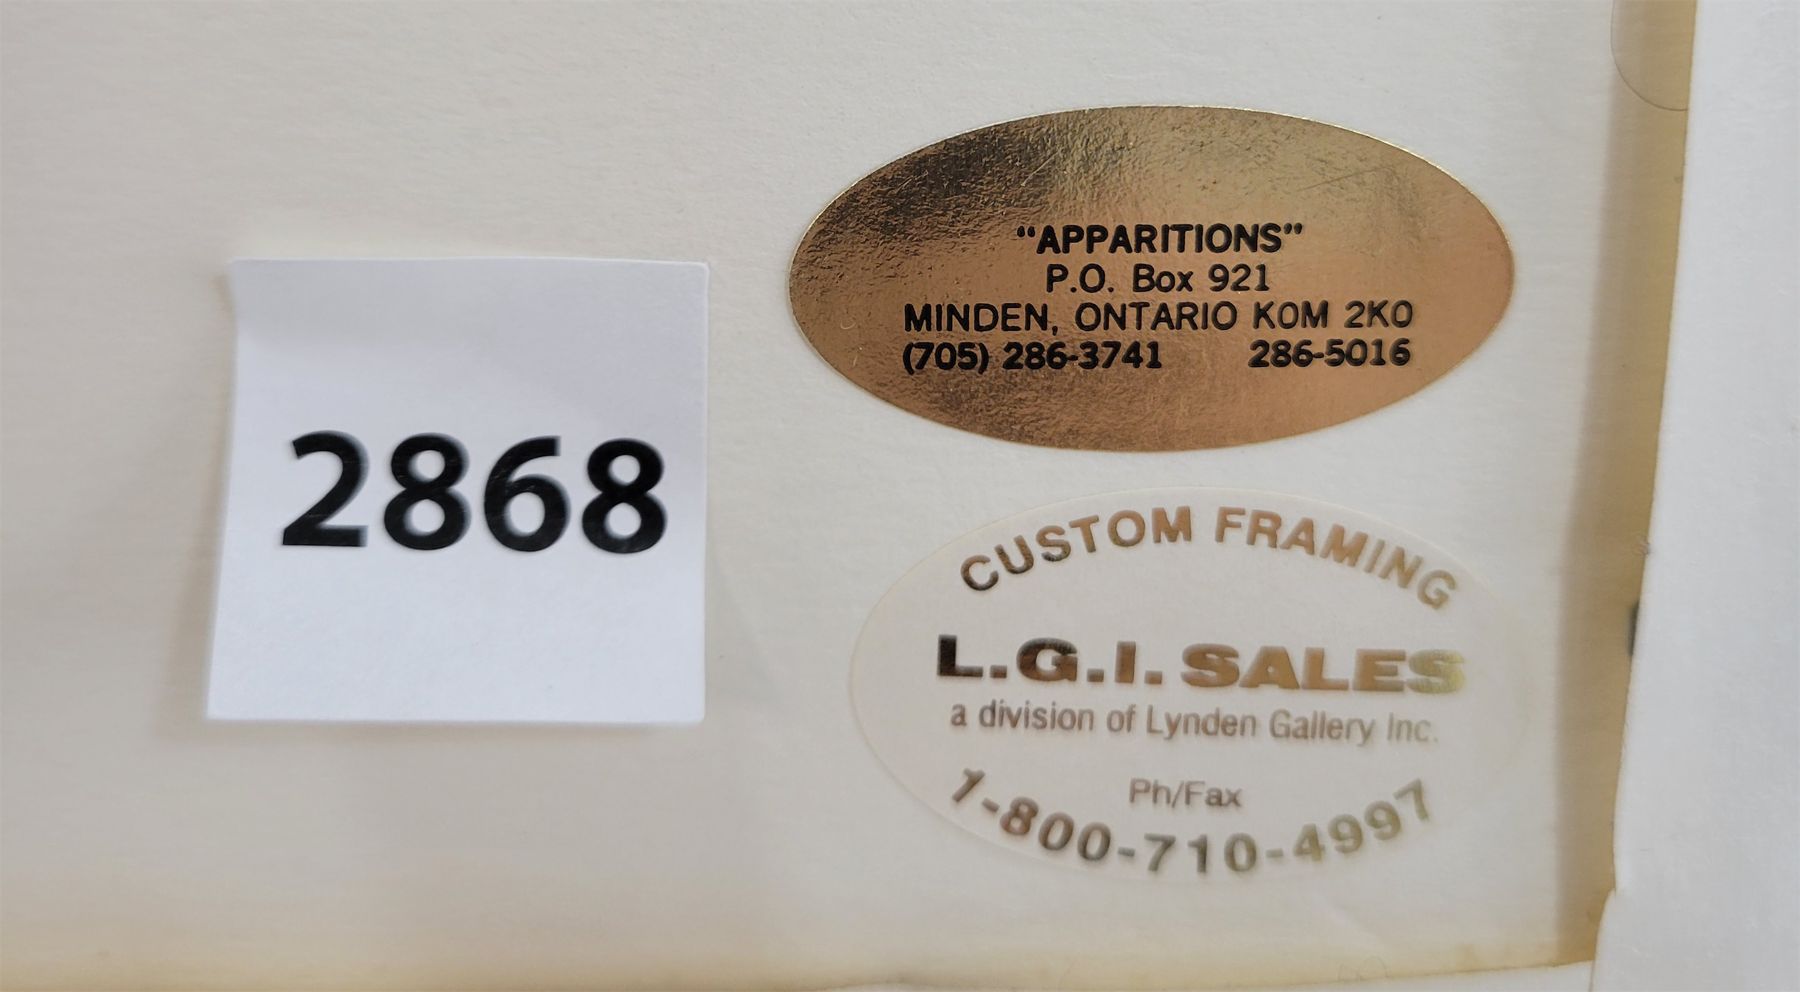 2868
"APPARITIONS"
P.O. Box 921
MINDEN, ONTARIO K0M 2K0
(705) 286-3741 286-5016
CUSTOM FRAMING
L.G.I. SALES
a division of Lynden Gallery Inc.
Ph/Fax
1-800-710-4997